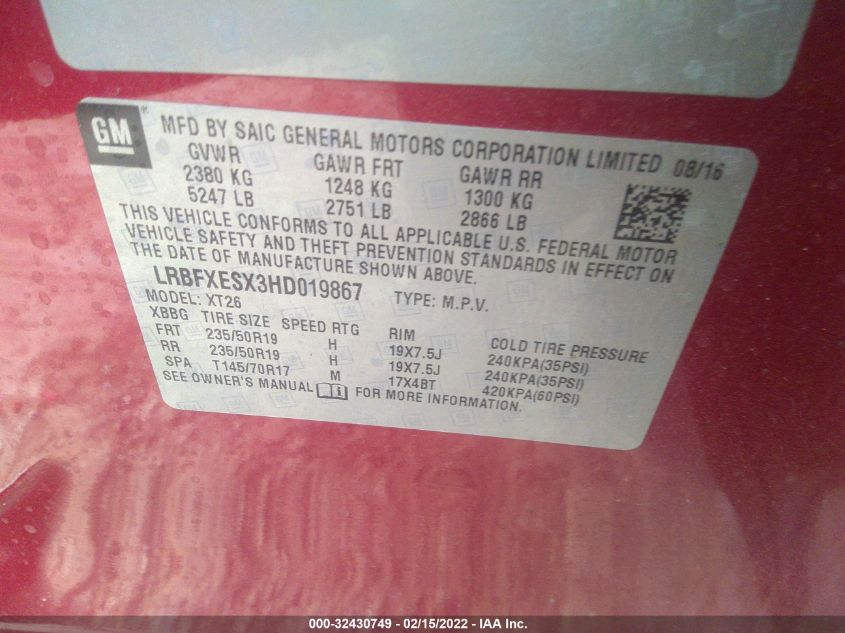 GM
®
MFD BY SAIC GENERAL MOTORS CORPORATION LIMITED 08/16
GVWR GAWR FRT GAWR RR
2380 KG 1248 KG 1300 KG
5247 LB 2751 LB 2866 LB
THIS VEHICLE CONFORMS TO ALL APPLICABLE U.S. FEDERAL MOTOR
VEHICLE SAFETY AND THEFT PREVENTION STANDARDS IN EFFECT ON
THE DATE OF MANUFACTURE SHOWN ABOVE.
LRBFXESX3HD019867 TYPE: M.P.V.
MODEL: XT26
XBBG TIRE SIZE SPEED RTG RIM COLD TIRE PRESSURE
FRT 235/50R19 H 19X7.5J 240KPA(35PSI)
RR 235/50R19 H 19X7.5J 240KPA(35PSI)
SPA T145/70R17 M 17X4BT 420KPA(60PSI)
SEE OWNER'S MANUAL FOR MORE INFORMATION.
000-32430749 - 02/15/2022 - IAA Inc.